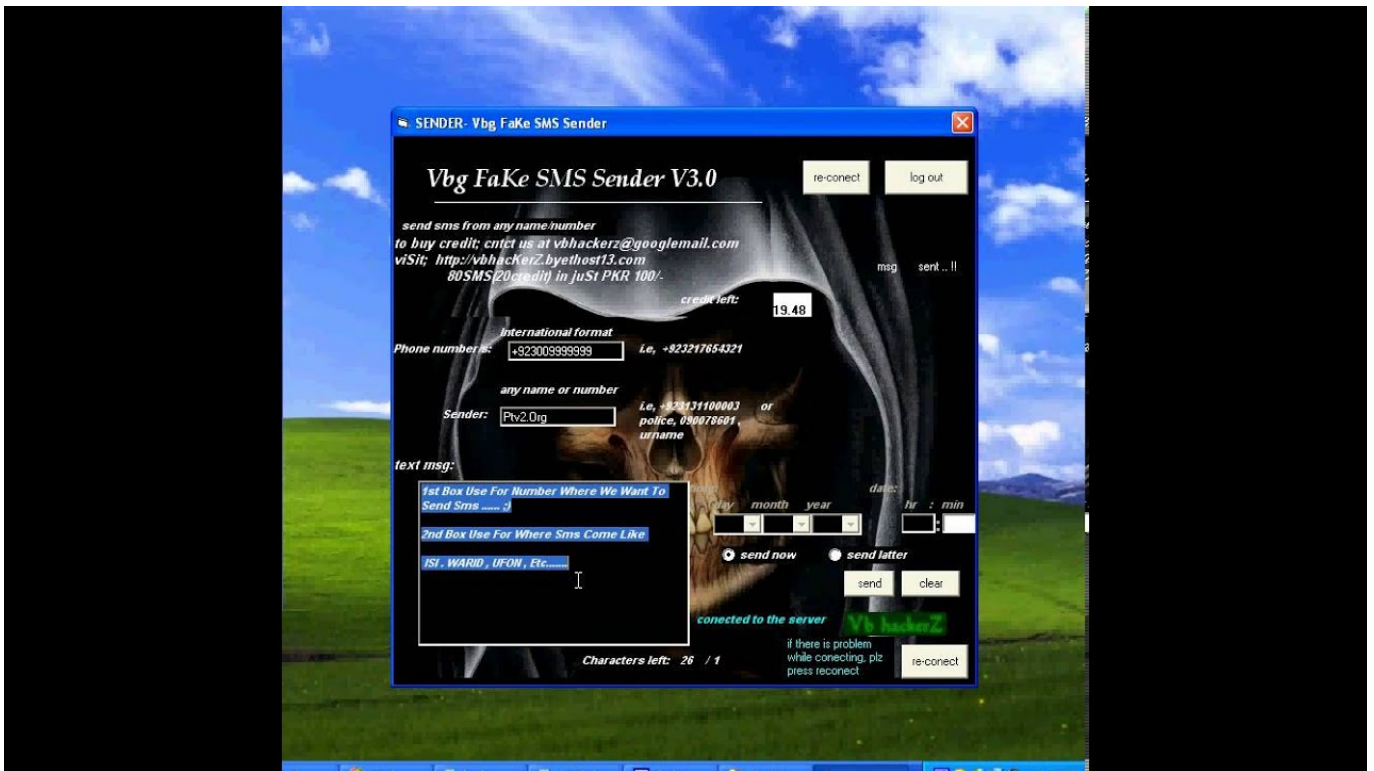 SENDER- Vbg FaKe SMS Sender
Vbg FaKe SMS Sender V3.0
re-conect
log out
send sms from any name/number
to buy credit; cntct us at vbhackerz@googlemail.com
viSit; http://vbhacKerZ.byethost13.com
80SMS(20credit) in juSt PKR 100/-
msg sent .. !!
credit left:
19.48
International format
Phone number/s:
+923009999999
i.e, +923217654321
any name or number
Sender:
Ptv2.Org
i.e, +923131100003 or
police, 090078601 ,
urname
text msg:
1st Box Use For Number Where We Want To
Send Sms ...... ;)
2nd Box Use For Where Sms Come Like
ISI . WARID , UFON , Etc.......
date:
day month year
hr : min
:
send now
send latter
send
clear
conected to the server
Vb hackerZ
if there is problem
while conecting, plz
press reconect
re-conect
Characters left: 26 / 1